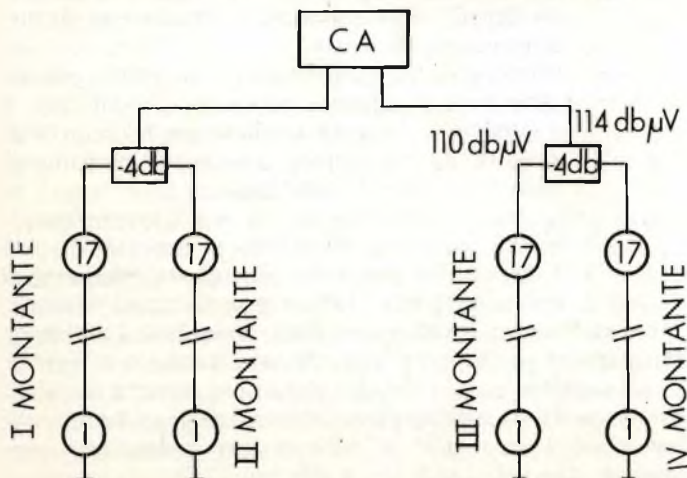 CA
114 dbµV
110 dbµV
-4db
-4db
17
17
17
17
I MONTANTE
II MONTANTE
III MONTANTE
IV MONTANTE
1
1
1
1